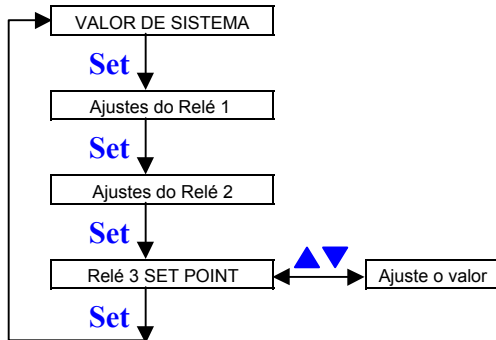 VALOR DE SISTEMA
Set
Ajustes do Relé 1
Set
Ajustes do Relé 2
Set
Relé 3 SET POINT
Ajuste o valor
Set